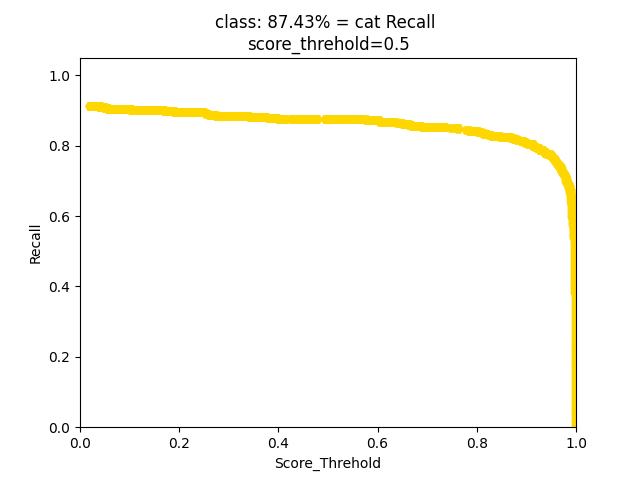 class: 87.43% = cat Recall
score_threhold=0.5
1.0
0.8
0.6
0.4
0.2
0.0
Recall
0.0 0.2 0.4 0.6 0.8 1.0
Score_Threhold